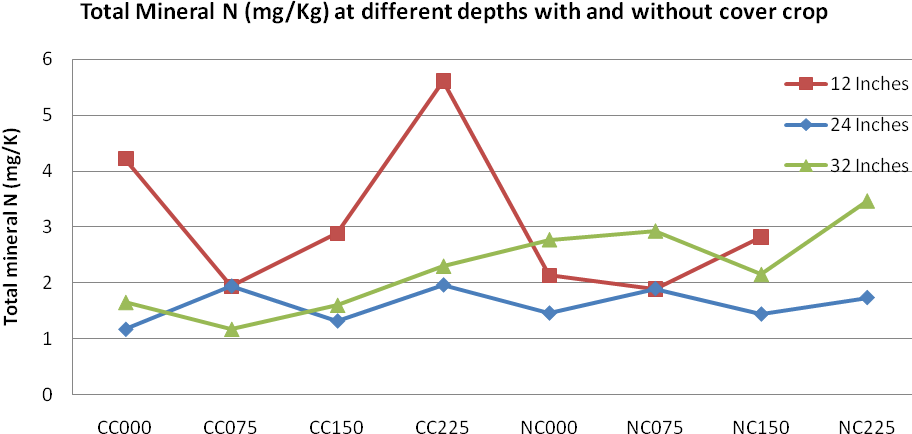 Total Mineral N (mg/Kg) at different depths with and without cover crop
Total mineral N (mg/K)
6
5
4
3
2
1
0
12 Inches
24 Inches
32 Inches
CC000 CC075 CC150 CC225 NC000 NC075 NC150 NC225